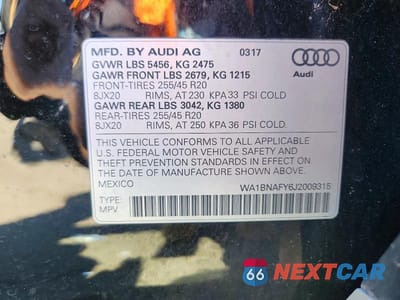 MFD. BY AUDI AG 0317
GVWR LBS 5456, KG 2475
GAWR FRONT LBS 2679, KG 1215
FRONT-TIRES 255/45 R20
8JX20 RIMS, AT 230 KPA 33 PSI COLD
GAWR REAR LBS 3042, KG 1380
REAR-TIRES 255/45 R20
8JX20 RIMS, AT 250 KPA 36 PSI COLD
Audi
THIS VEHICLE CONFORMS TO ALL APPLICABLE
U.S. FEDERAL MOTOR VEHICLE SAFETY AND
THEFT PREVENTION STANDARDS IN EFFECT ON
THE DATE OF MANUFACTURE SHOWN ABOVE.
MEXICO WA1BNAFY6J2009315
TYPE:
MPV
66 NEXTCAR